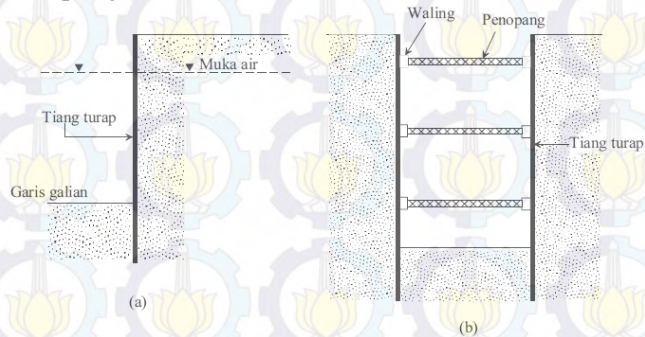 Muka air
Tiang turap
Garis galian
(a)
Waling
Penopang
Tiang turap
(b)